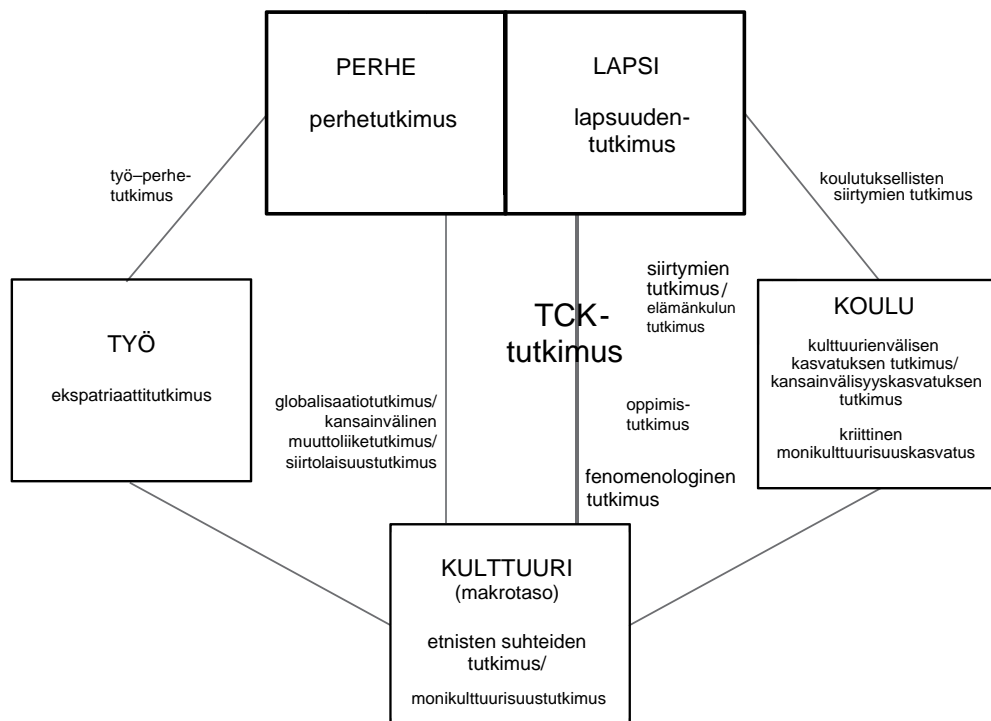 PERHE
perhetutkimus
LAPSI
lapsuuden-
tutkimus
työ–perhe-
tutkimus
koulutuksellisten
siirtymien tutkimus
TYÖ
ekspatriaattitutkimus
globalisaatiotutkimus/
kansainvälinen
muuttoliiketutkimus/
siirtolaisuustutkimus
TCK-
tutkimus
siirtymien
tutkimus/
elämänkulun
tutkimus
oppimis-
tutkimus
fenomenologinen
tutkimus
KOULU
kulttuurienvälisen
kasvatuksen tutkimus/
kansainvälisyyskasvatuksen
tutkimus
kriittinen
monikulttuurisuuskasvatus
KULTTUURI
(makrotaso)
etnisten suhteiden
tutkimus/
monikulttuurisuustutkimus